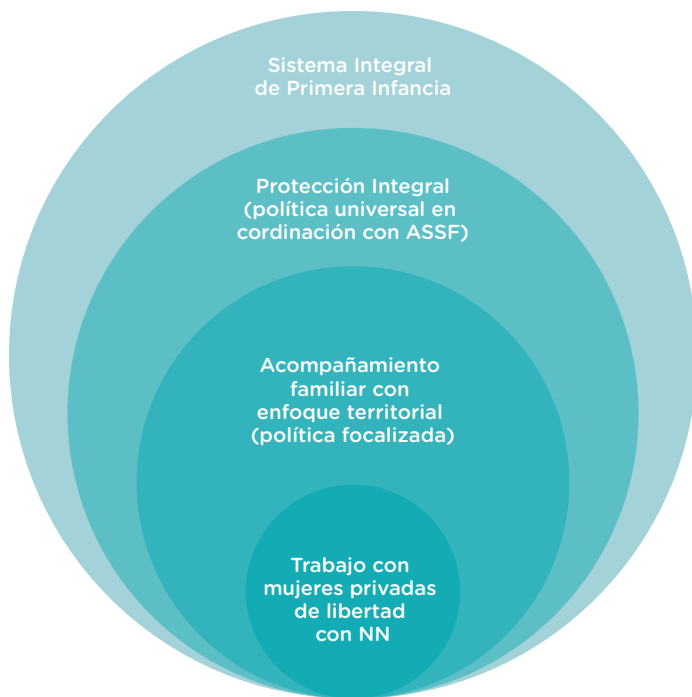 Sistema Integral
de Primera Infancia
Protección Integral
(política universal en
cordinación con ASSF)
Acompañamiento
familiar con
enfoque territorial
(política focalizada)
Trabajo con
mujeres privadas
de libertad
con NN